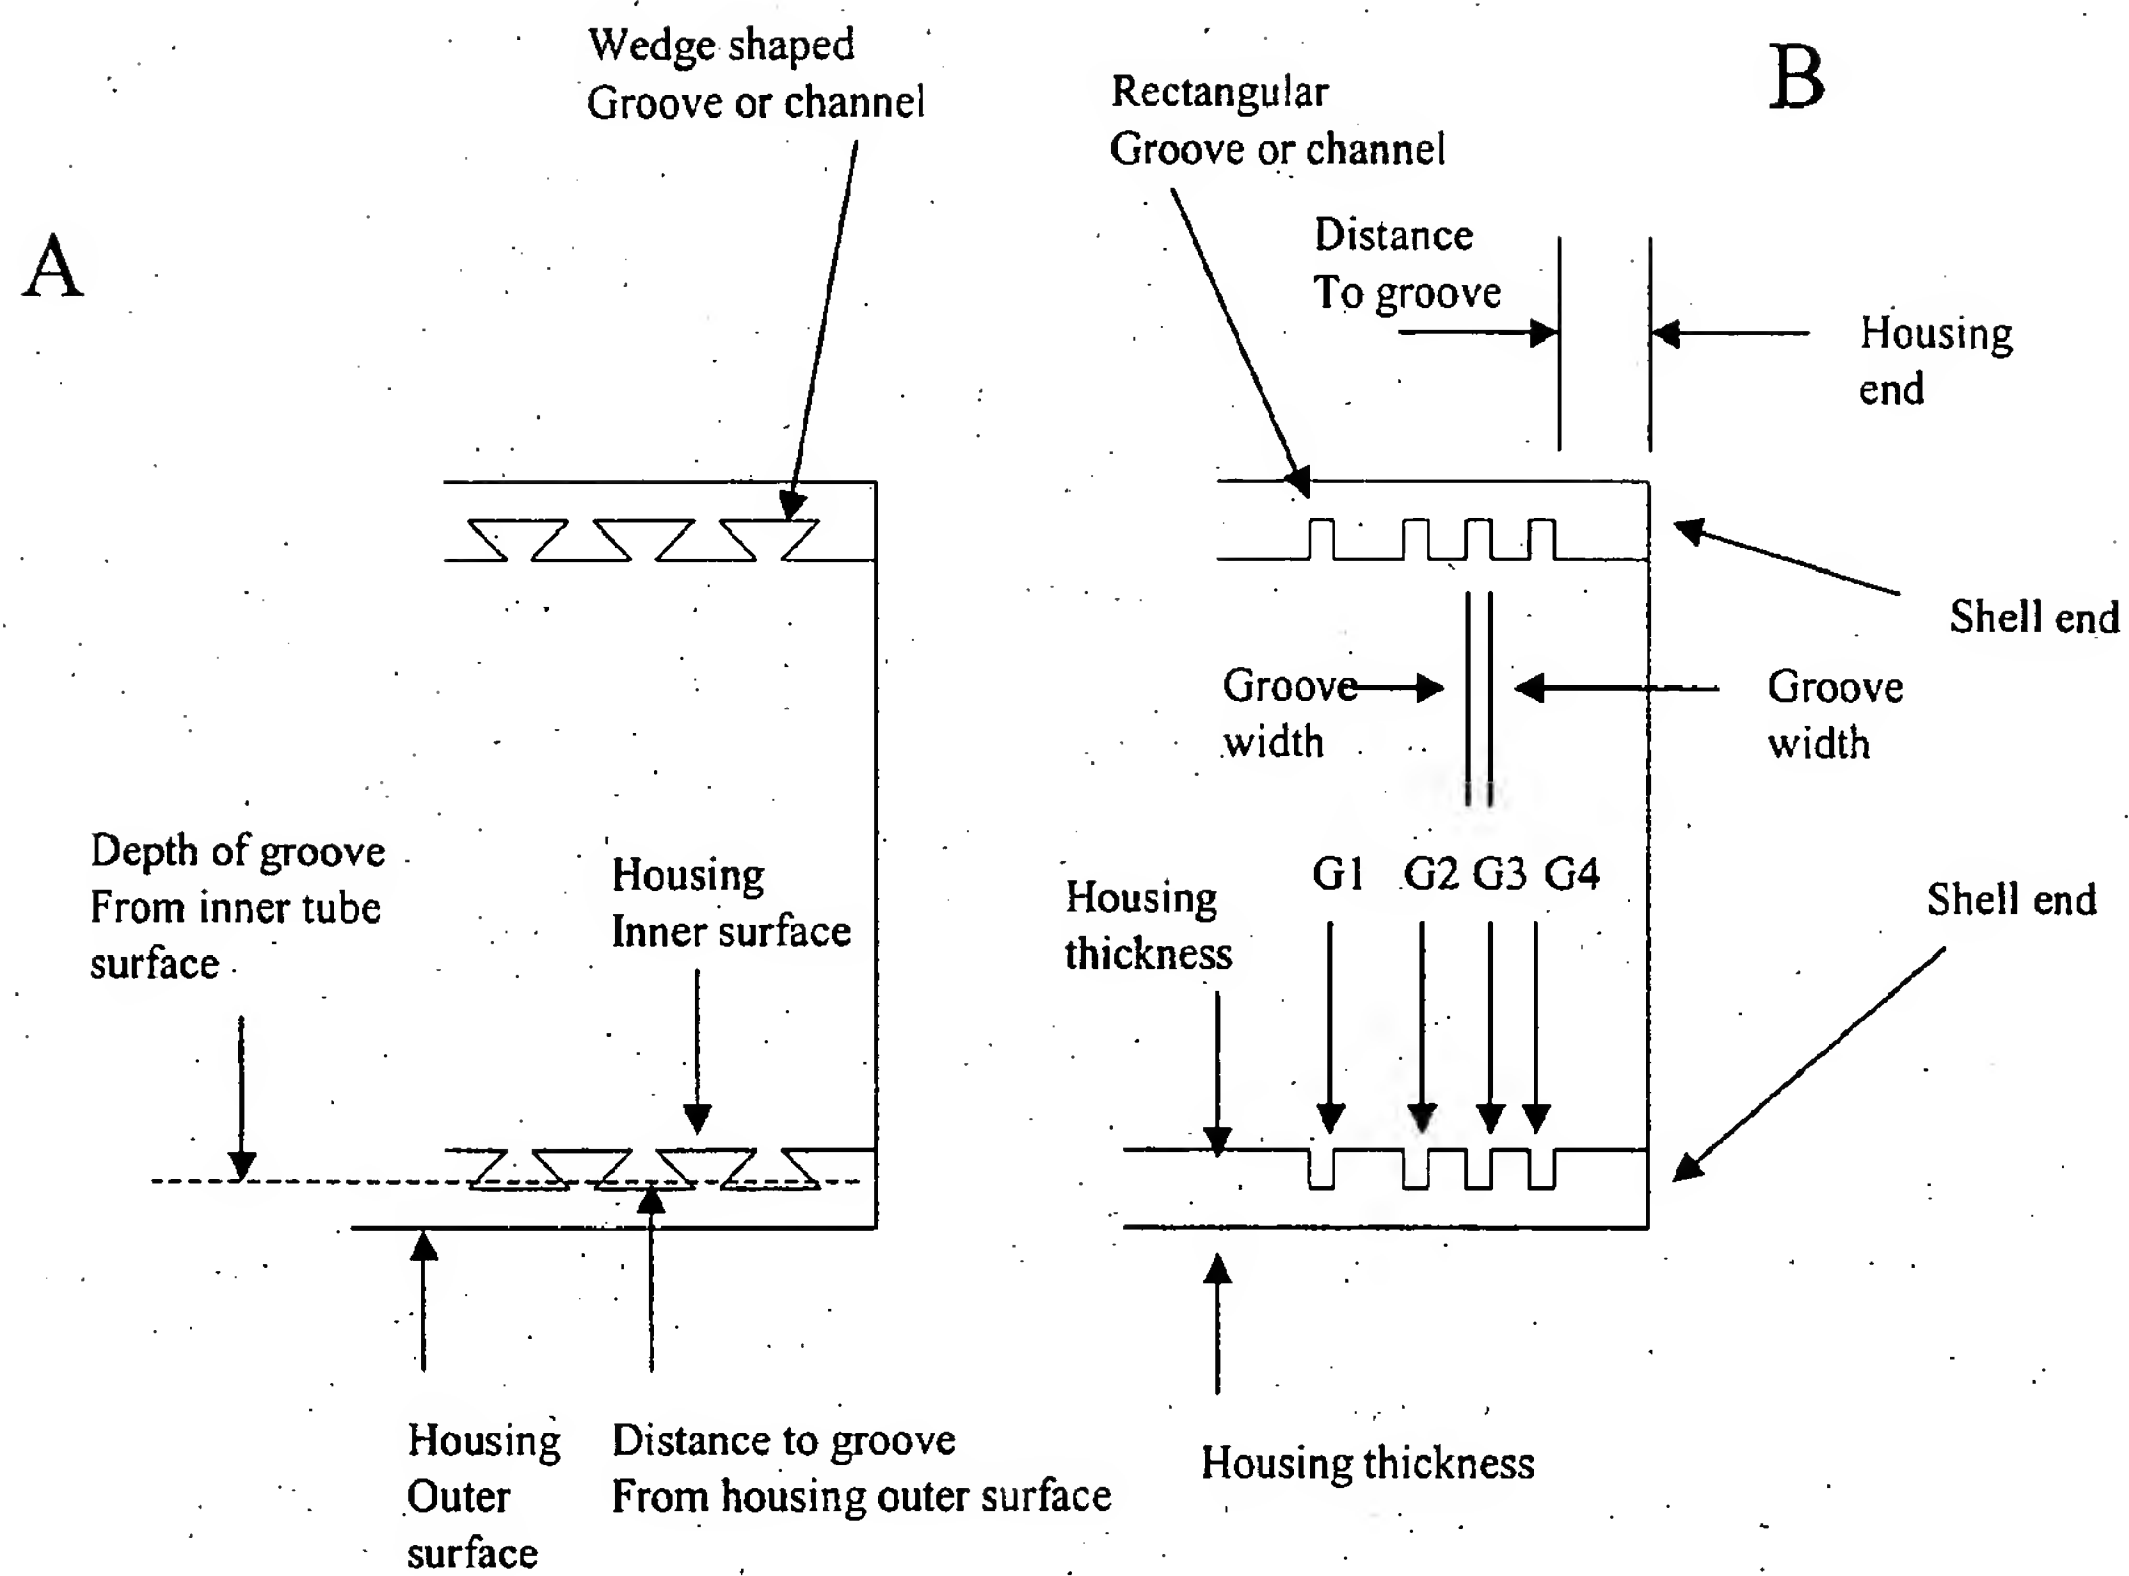 A
Wedge shaped
Groove or channel
Depth of groove
From inner tube
surface
Housing
Inner surface
Housing
Outer
surface
Distance to groove
From housing outer surface
B
Rectangular
Groove or channel
Distance
To groove
Housing
end
Shell end
Groove
width
Groove
width
G1 G2 G3 G4
Housing
thickness
Shell end
Housing thickness